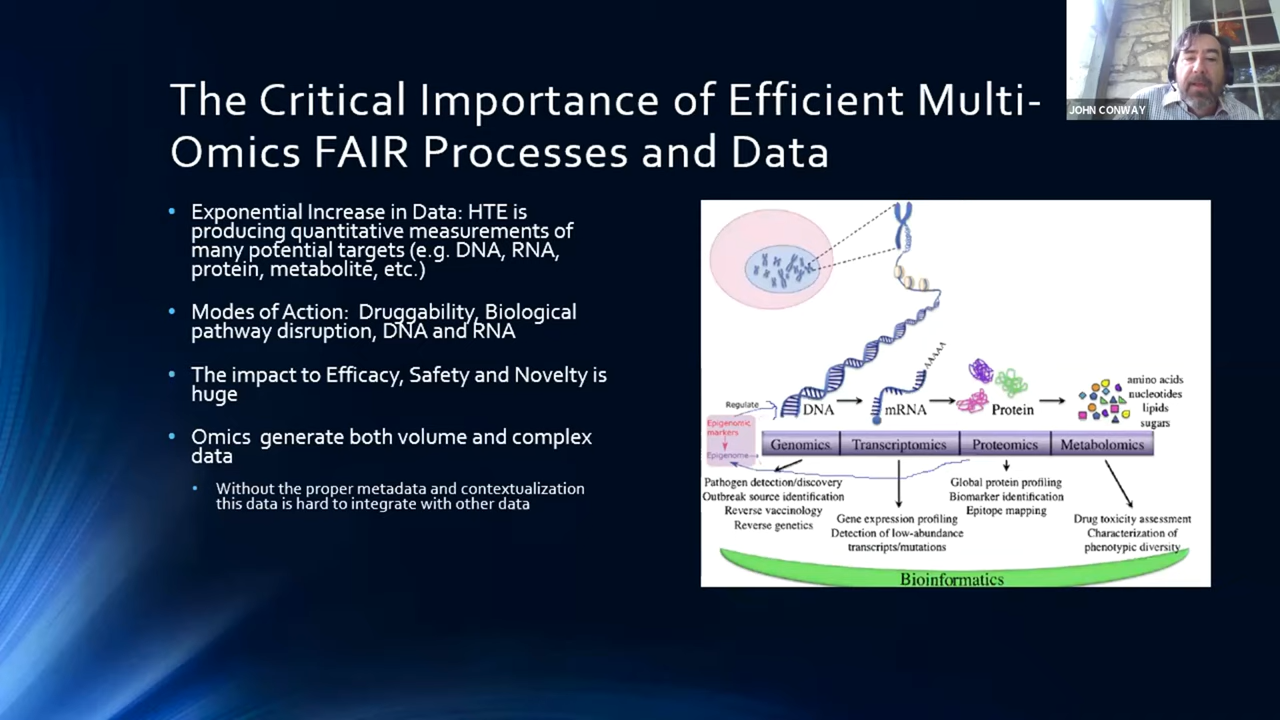 JOHN CONWAY
The Critical Importance of Efficient Multi-
Omics FAIR Processes and Data
• Exponential Increase in Data: HTE is
producing quantitative measurements of
many potential targets (e.g. DNA, RNA,
protein, metabolite, etc.)
• Modes of Action: Druggability, Biological
pathway disruption, DNA and RNA
• The impact to Efficacy, Safety and Novelty is
huge
• Omics generate both volume and complex
data
• Without the proper metadata and contextualization
this data is hard to integrate with other data
AAAAA
Regulate
DNA
mRNA
Protein
amino acids
nucleotides
lipids
sugars
Epigenomic
markers
Epigenome
Genomics
Transcriptomics
Proteomics
Metabolomics
Pathogen detection/discovery
Outbreak source identification
Reverse vaccinology
Reverse genetics
Gene expression profiling
Detection of low-abundance
transcripts/mutations
Global protein profiling
Biomarker identification
Epitope mapping
Drug toxicity assessment
Characterization of
phenotypic diversity
Bioinformatics